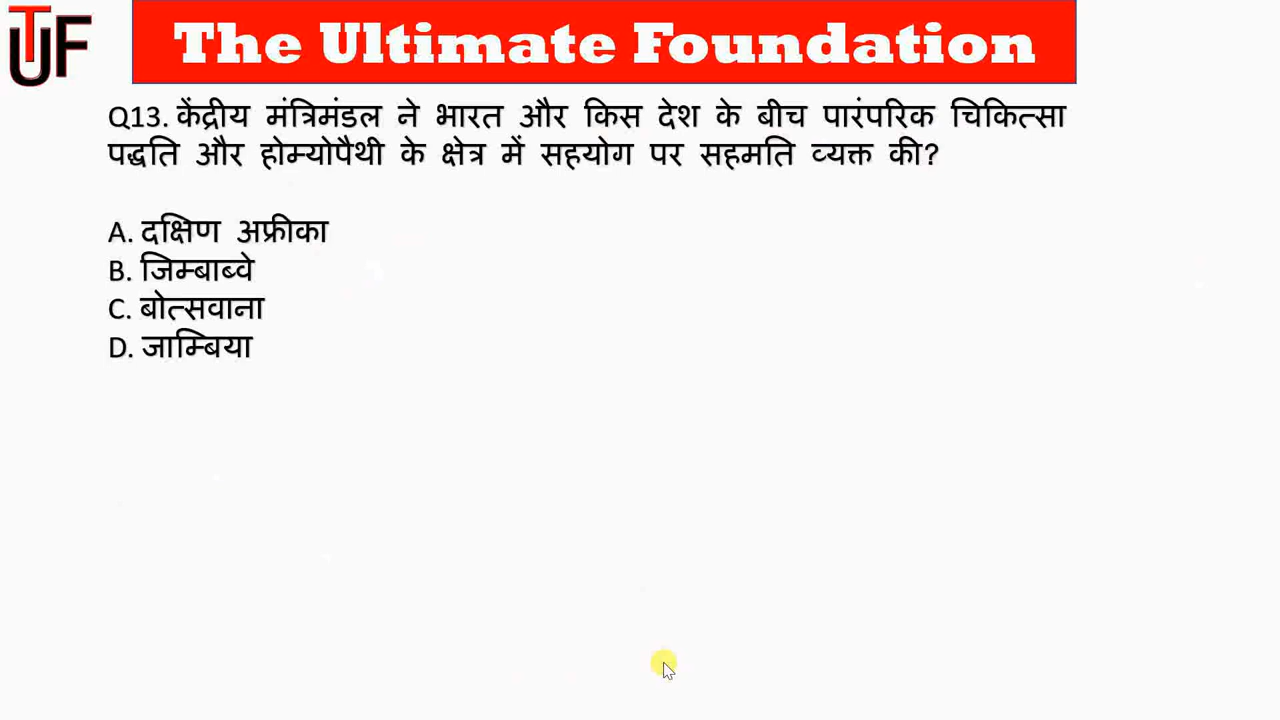 TUF
The Ultimate Foundation
Q13. केंद्रीय मंत्रिमंडल ने भारत और किस देश के बीच पारंपरिक चिकित्सा
पद्धति और होम्योपैथी के क्षेत्र में सहयोग पर सहमति व्यक्त की?
A. दक्षिण अफ्रीका
B. जिम्बाब्वे
C. बोत्सवाना
D. जाम्बिया